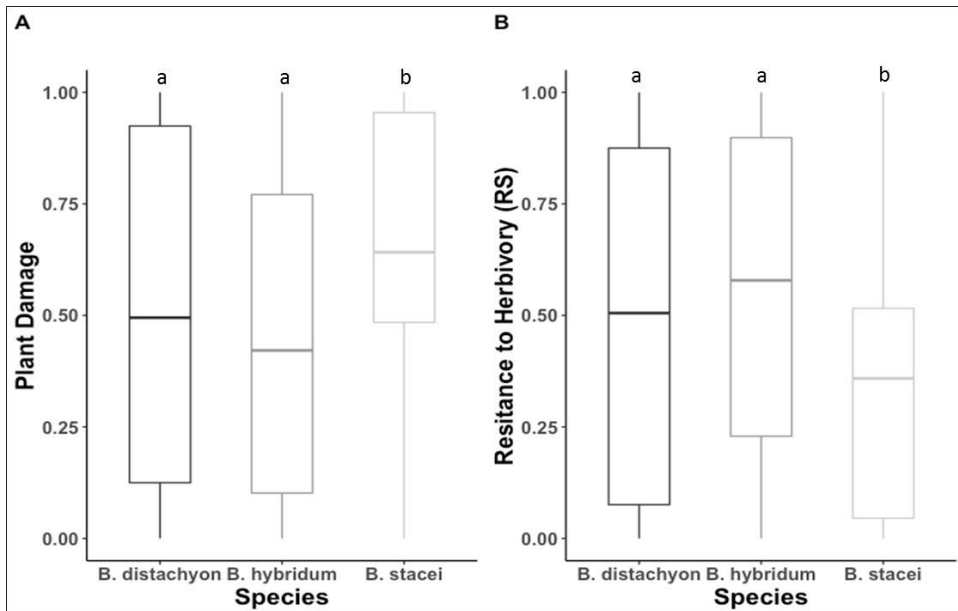 A
a a b
1.00
0.75
0.50
0.25
0.00
Plant Damage
B. distachyon B. hybridum B. stacei
Species
B
a a b
1.00
0.75
0.50
0.25
0.00
Resitance to Herbivory (RS)
B. distachyon B. hybridum B. stacei
Species